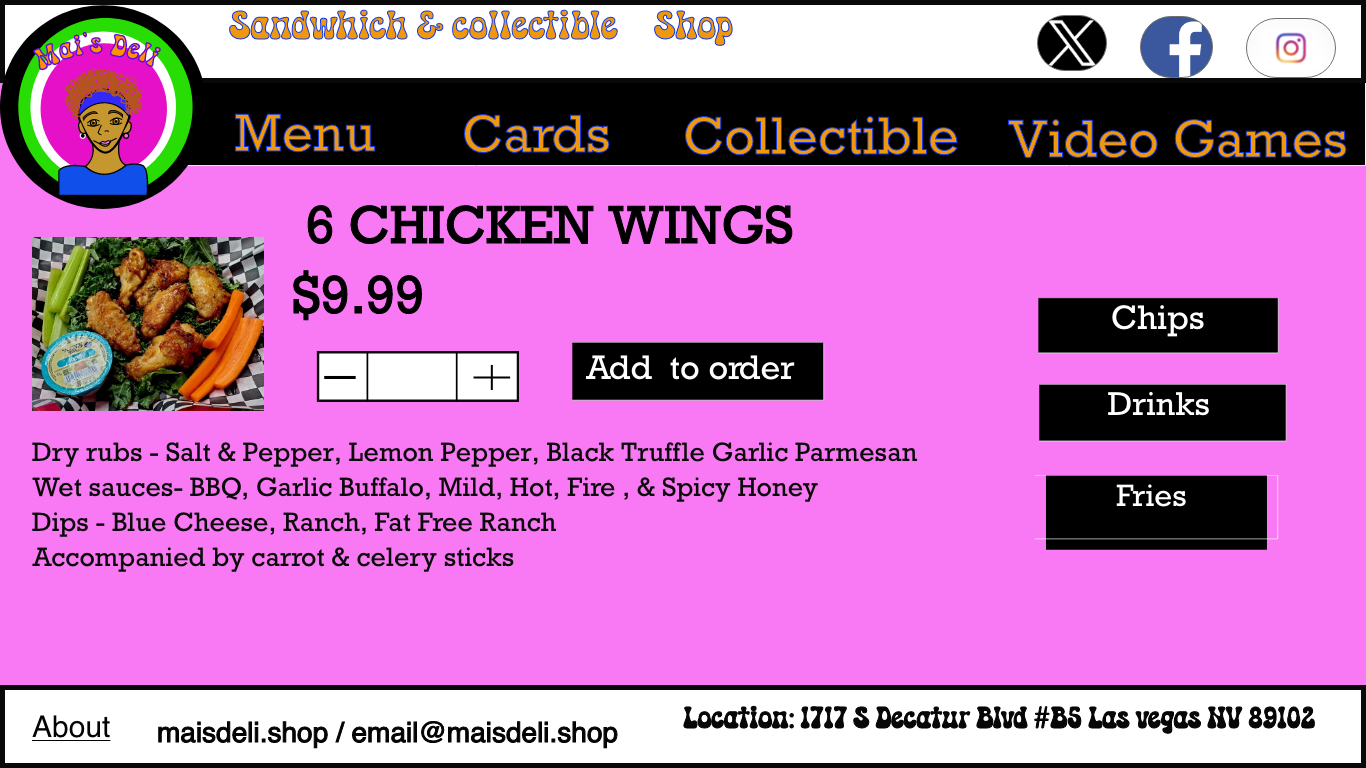 Sandwhich & collectible Shop
Mai's Deli
Menu Cards Collectible Video Games
6 CHICKEN WINGS
$9.99
Add to order
Chips
Drinks
Fries
Dry rubs - Salt & Pepper, Lemon Pepper, Black Truffle Garlic Parmesan
Wet sauces- BBQ, Garlic Buffalo, Mild, Hot, Fire , & Spicy Honey
Dips - Blue Cheese, Ranch, Fat Free Ranch
Accompanied by carrot & celery sticks
About
maisdeli.shop / email@maisdeli.shop
Location: 1717 S Decatur Blvd #B5 Las vegas NV 89102